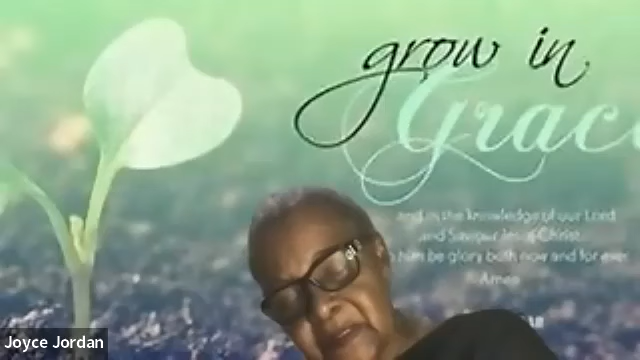 grow in
Grac
and in the knowledge of our Lord
and Saviour Jesus Christ.
him be glory both now and for ever.
Amen
Joyce Jordan